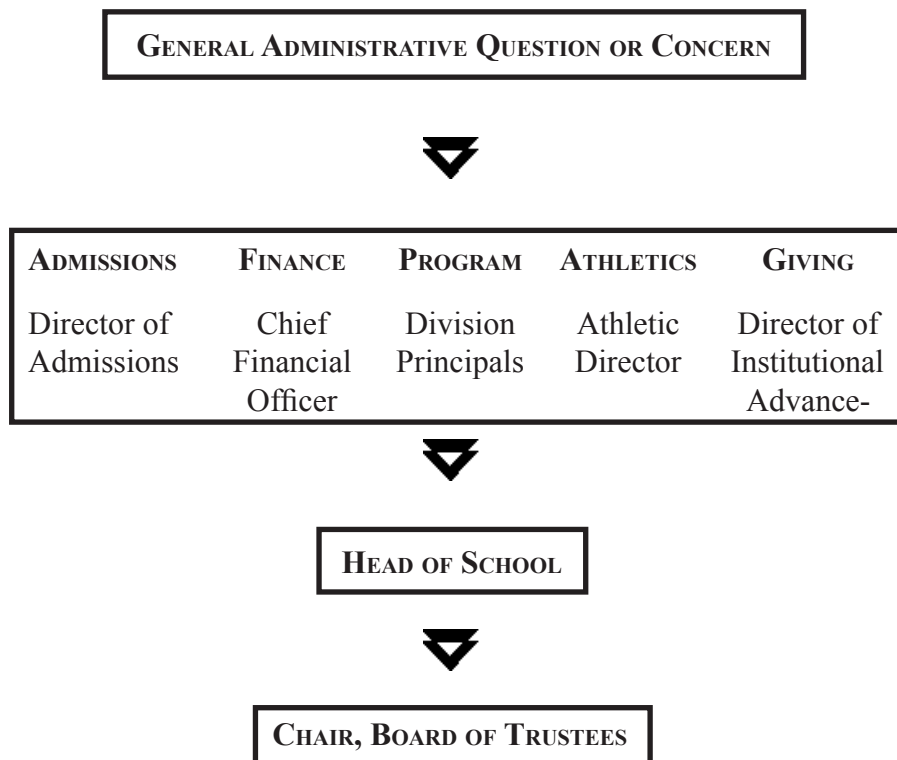 General Administrative Question or Concern
Admissions Finance Program Athletics Giving
Director of Chief Division Athletic Director of
Admissions Financial Principals Director Institutional
Officer Advance-
Head of School
Chair, Board of Trustees